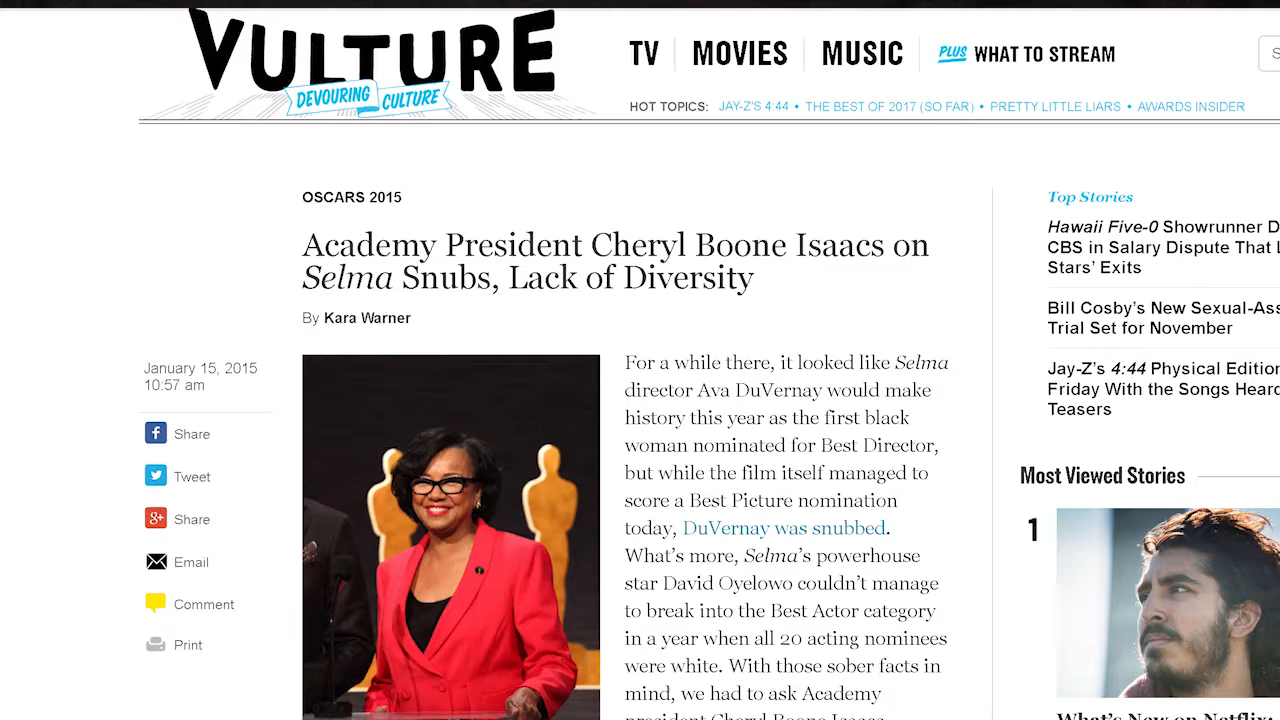 VULTURE
DEVOURING CULTURE
TV MOVIES MUSIC PLUS WHAT TO STREAM
HOT TOPICS: JAY-Z'S 4:44 • THE BEST OF 2017 (SO FAR) • PRETTY LITTLE LIARS • AWARDS INSIDER
OSCARS 2015
Academy President Cheryl Boone Isaacs on
Selma Snubs, Lack of Diversity
By Kara Warner
January 15, 2015
10:57 am
Share
Tweet
Share
Email
Comment
Print
For a while there, it looked like Selma
director Ava DuVernay would make
history this year as the first black
woman nominated for Best Director,
but while the film itself managed to
score a Best Picture nomination
today, DuVernay was snubbed.
What's more, Selma's powerhouse
star David Oyelowo couldn't manage
to break into the Best Actor category
in a year when all 20 acting nominees
were white. With those sober facts in
mind, we had to ask Academy
president Cheryl Boone Isaacs
Top Stories
Hawaii Five-0 Showrunner D
CBS in Salary Dispute That L
Stars' Exits
Bill Cosby's New Sexual-Ass
Trial Set for November
Jay-Z's 4:44 Physical Edition
Friday With the Songs Heard
Teasers
Most Viewed Stories
1
What's New on Netflix